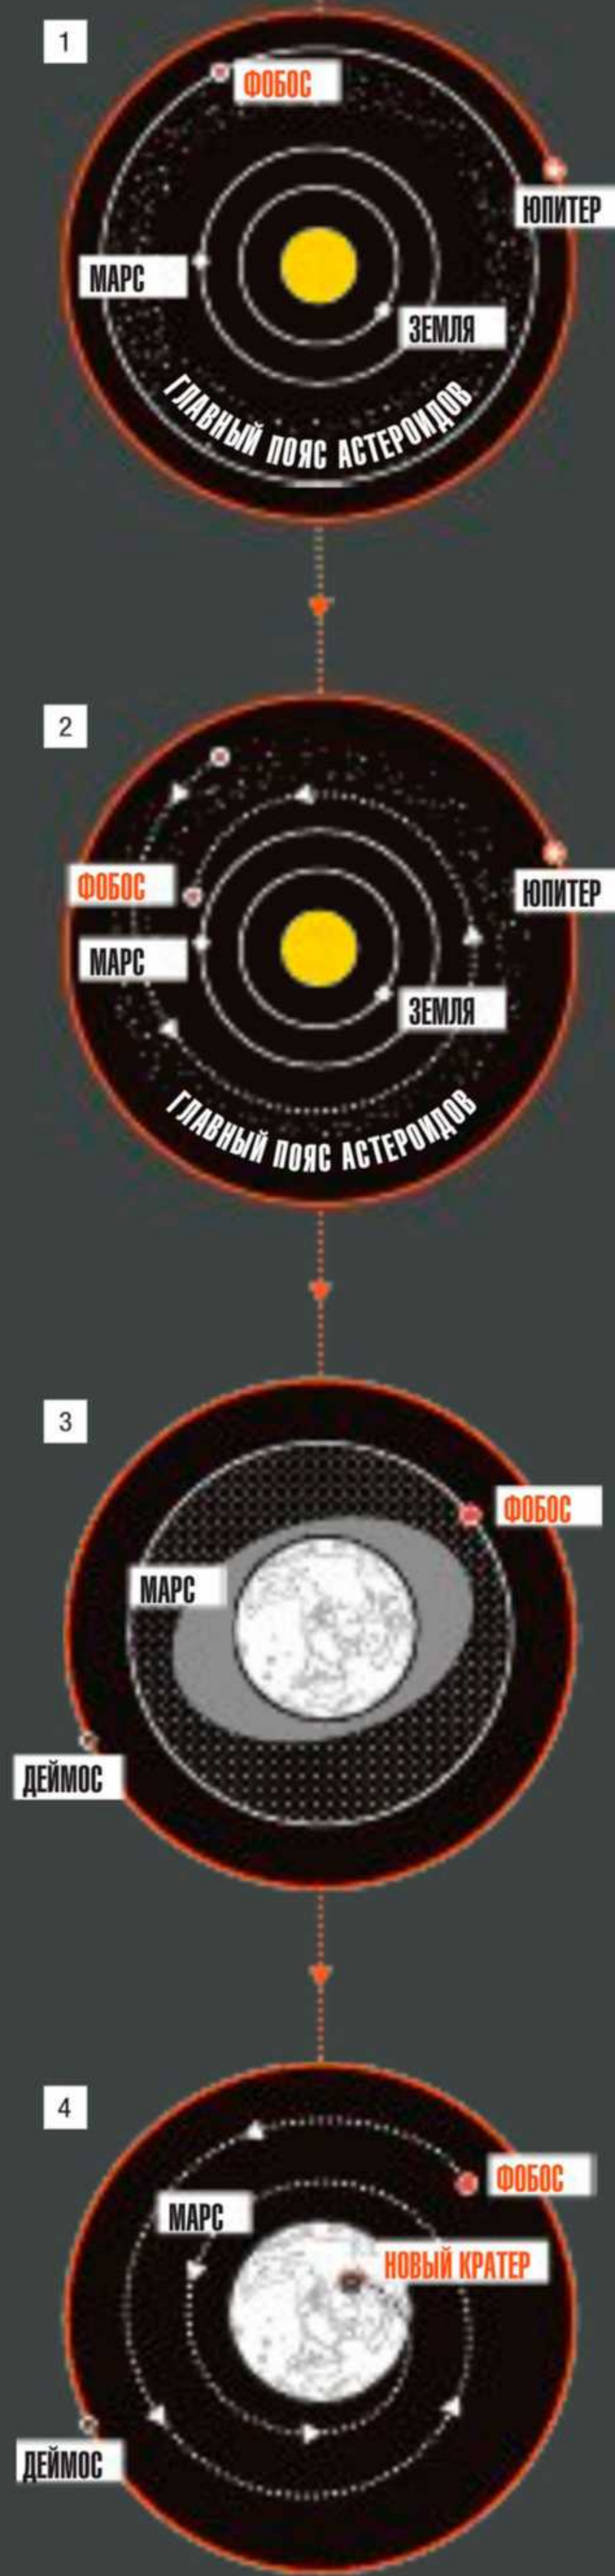 1
ФОБОС
ЮПИТЕР
МАРС
ЗЕМЛЯ
ГЛАВНЫЙ ПОЯС АСТЕРОИДОВ
2
ФОБОС
ЮПИТЕР
МАРС
ЗЕМЛЯ
ГЛАВНЫЙ ПОЯС АСТЕРОИДОВ
3
ФОБОС
МАРС
ДЕЙМОС
4
ФОБОС
МАРС
НОВЫЙ КРАТЕР
ДЕЙМОС